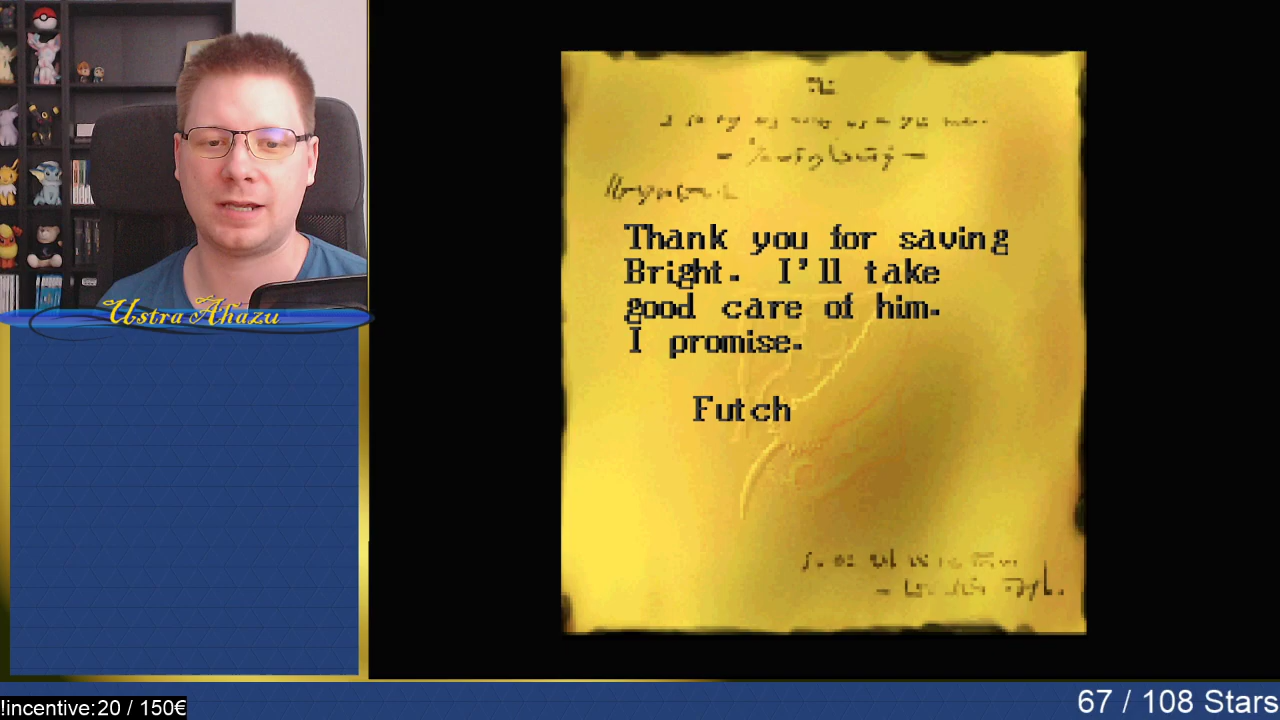 Thank you for saving
Bright. I'll take
good care of him.
I promise.
Futch
Ustra Ahazu
!incentive:20 / 150€
67 / 108 Stars